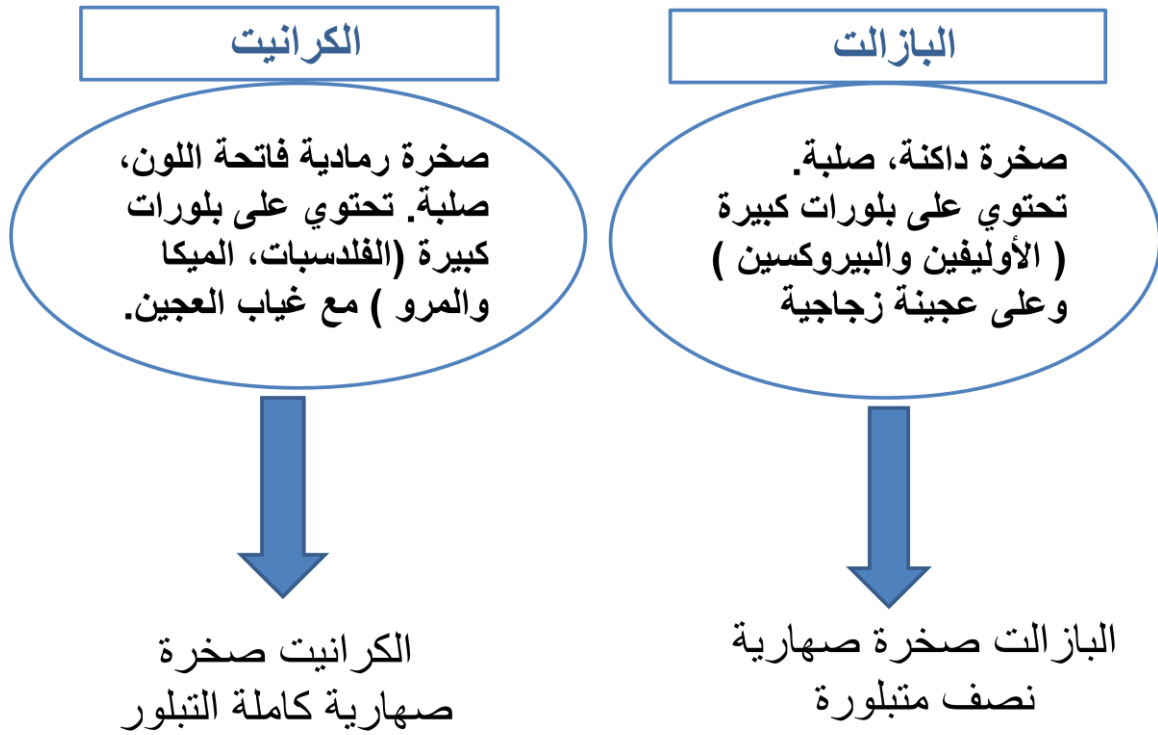 البازالت
صخرة داكنة، صلبة.
تحتوي على بلورات كبيرة
( الأوليفين والبيروكسين )
وعلى عجينة زجاجية
البازالت صخرة صهارية
نصف متبلورة
الكرانيت
صخرة رمادية فاتحة اللون،
صلبة. تحتوي على بلورات
كبيرة (الفلدسبات، الميكا
والمرو ) مع غياب العجين.
الكرانيت صخرة
صهارية كاملة التبلور